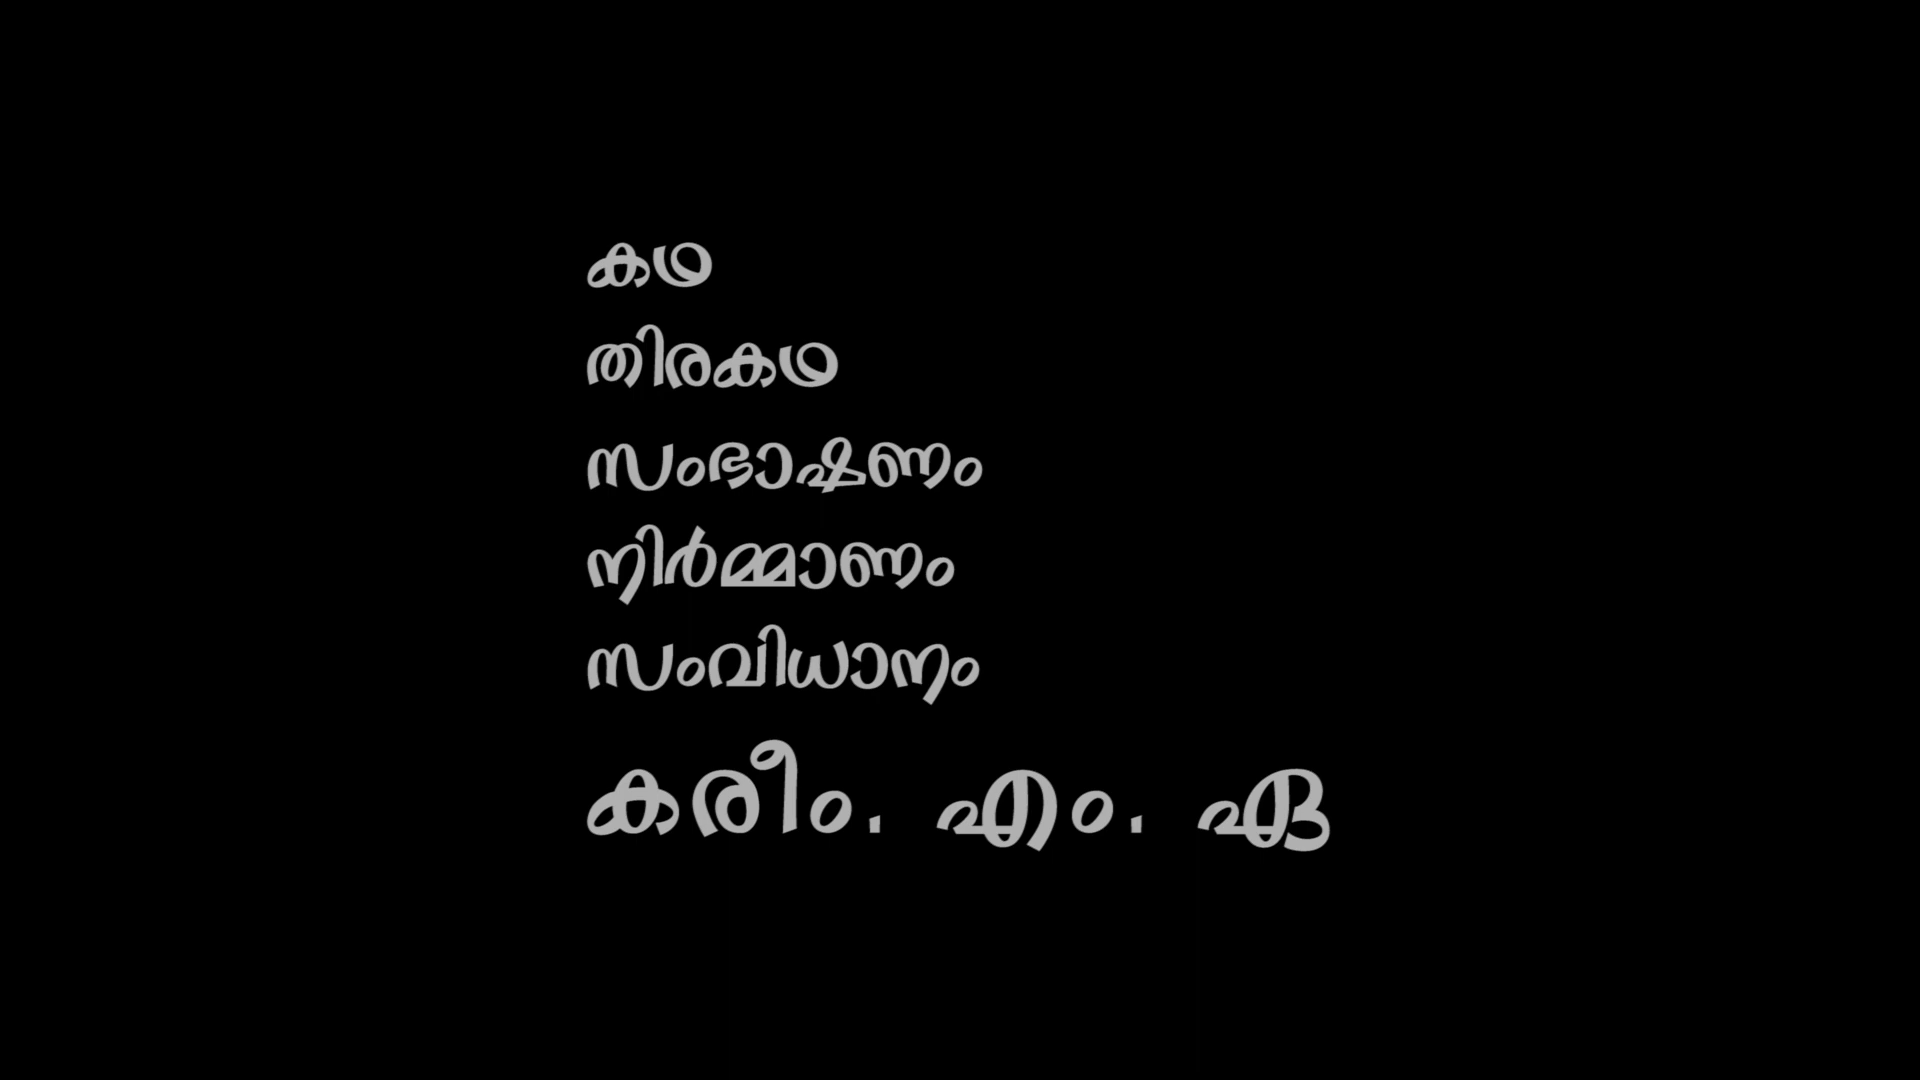 കഥ
തിരകഥ
സംഭാഷണം
നിർമ്മാണം
സംവിധാനം
കരീം. എം. ഏ